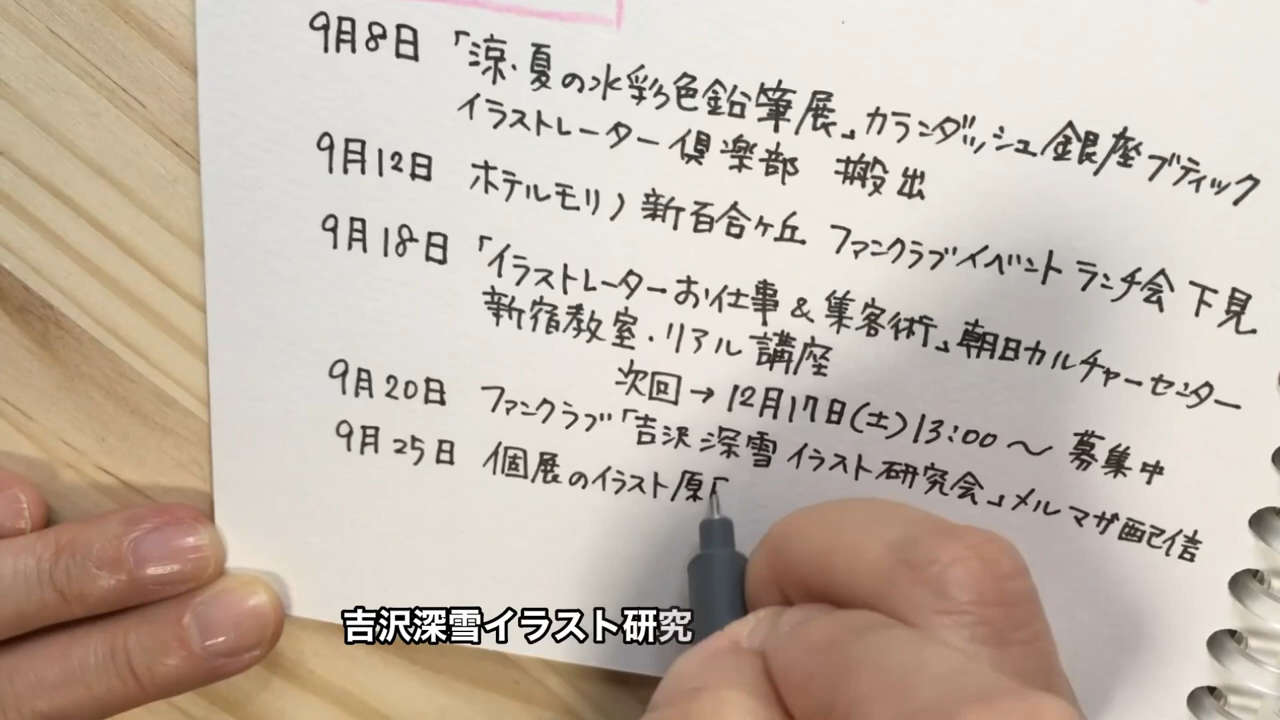 9月8日 「涼・夏の水彩色鉛筆展」カランダッシュ銀座ブティック
イラストレーター倶楽部 搬出
9月12日 ホテルモリノ新百合ヶ丘 ファンクラブイベント ランチ会 下見
9月18日 「イラストレーターお仕事&集客術」朝日カルチャーセンター
新宿教室・リアル講座
次回→12月17日(土)13:00〜 募集中
9月20日 ファンクラブ「吉沢深雪イラスト研究会」メルマガ配信
9月25日 個展のイラスト原
吉沢深雪イラスト研究